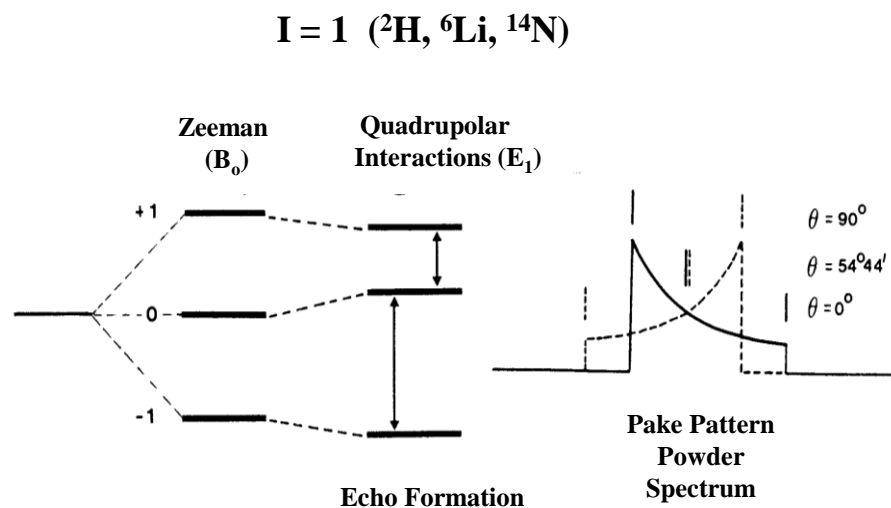 I = 1 (²H, ⁶Li, ¹⁴N)
Zeeman
(B₀)
Quadrupolar
Interactions (E₁)
+1
0
-1
θ = 90°
θ = 54°44'
θ = 0°
Pake Pattern
Powder
Spectrum
Echo Formation